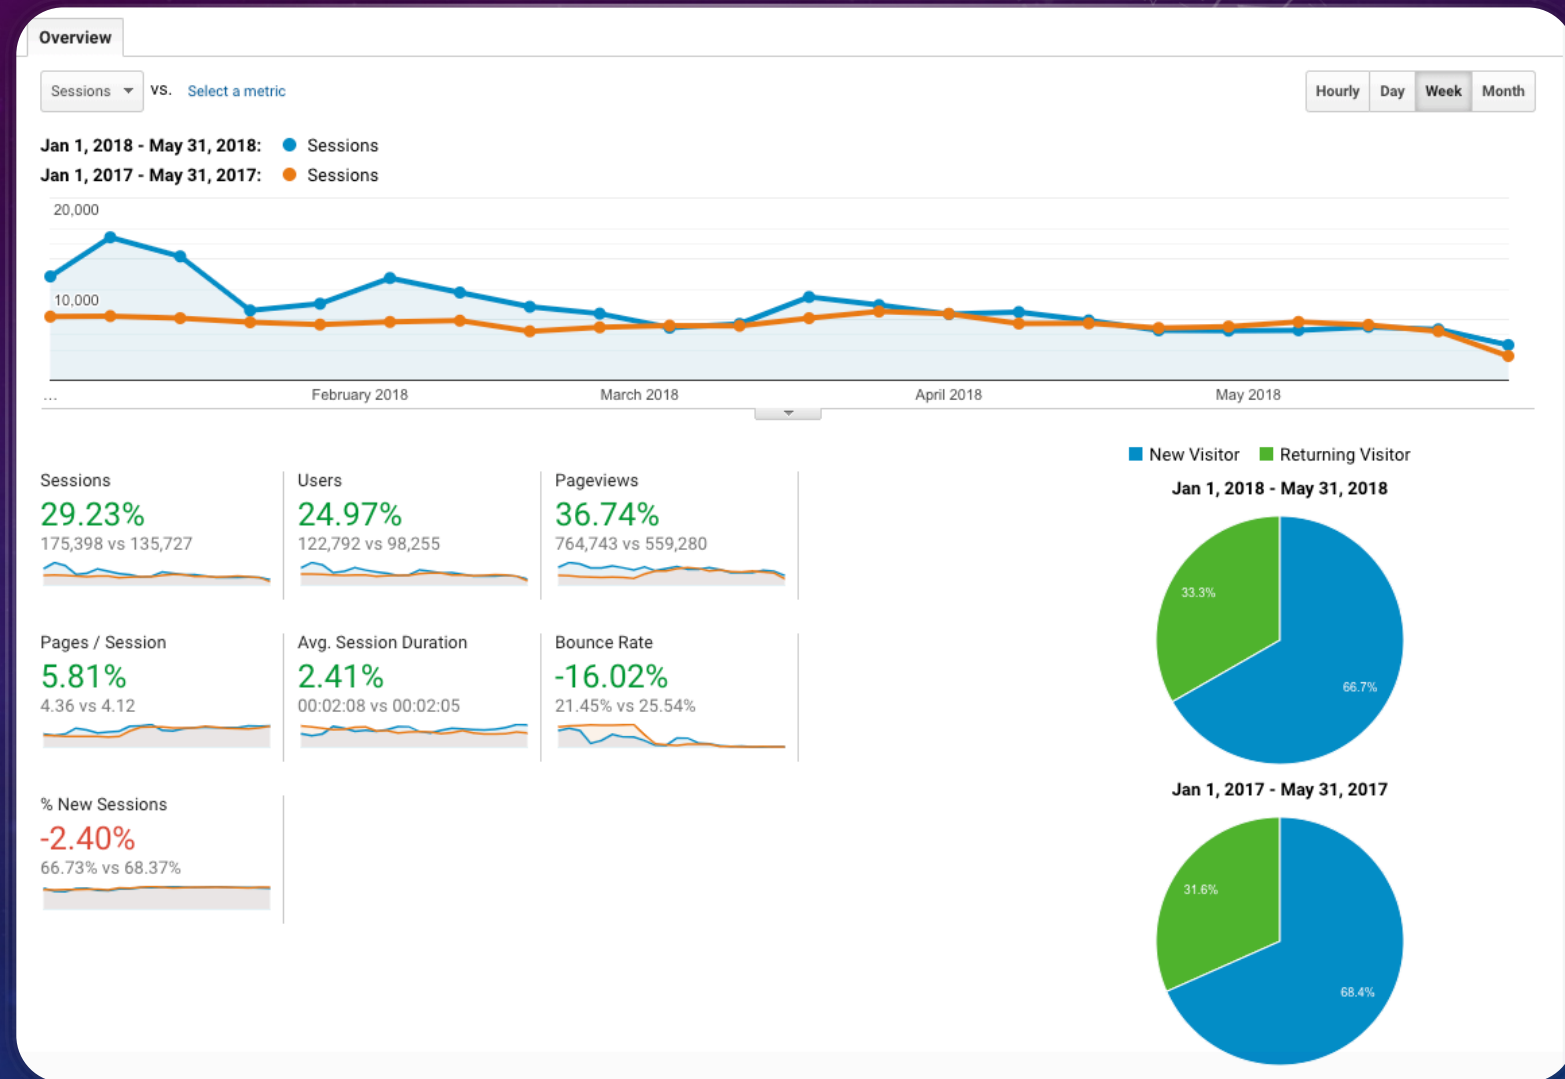 Overview
Sessions vs. Select a metric
Hourly Day Week Month
Jan 1, 2018 - May 31, 2018: Sessions
Jan 1, 2017 - May 31, 2017: Sessions
20,000
10,000
... February 2018 March 2018 April 2018 May 2018
Sessions
29.23%
175,398 vs 135,727
Users
24.97%
122,792 vs 98,255
Pageviews
36.74%
764,743 vs 559,280
Pages / Session
5.81%
4.36 vs 4.12
Avg. Session Duration
2.41%
00:02:08 vs 00:02:05
Bounce Rate
-16.02%
21.45% vs 25.54%
% New Sessions
-2.40%
66.73% vs 68.37%
New Visitor Returning Visitor
Jan 1, 2018 - May 31, 2018
33.3%
66.7%
Jan 1, 2017 - May 31, 2017
31.6%
68.4%